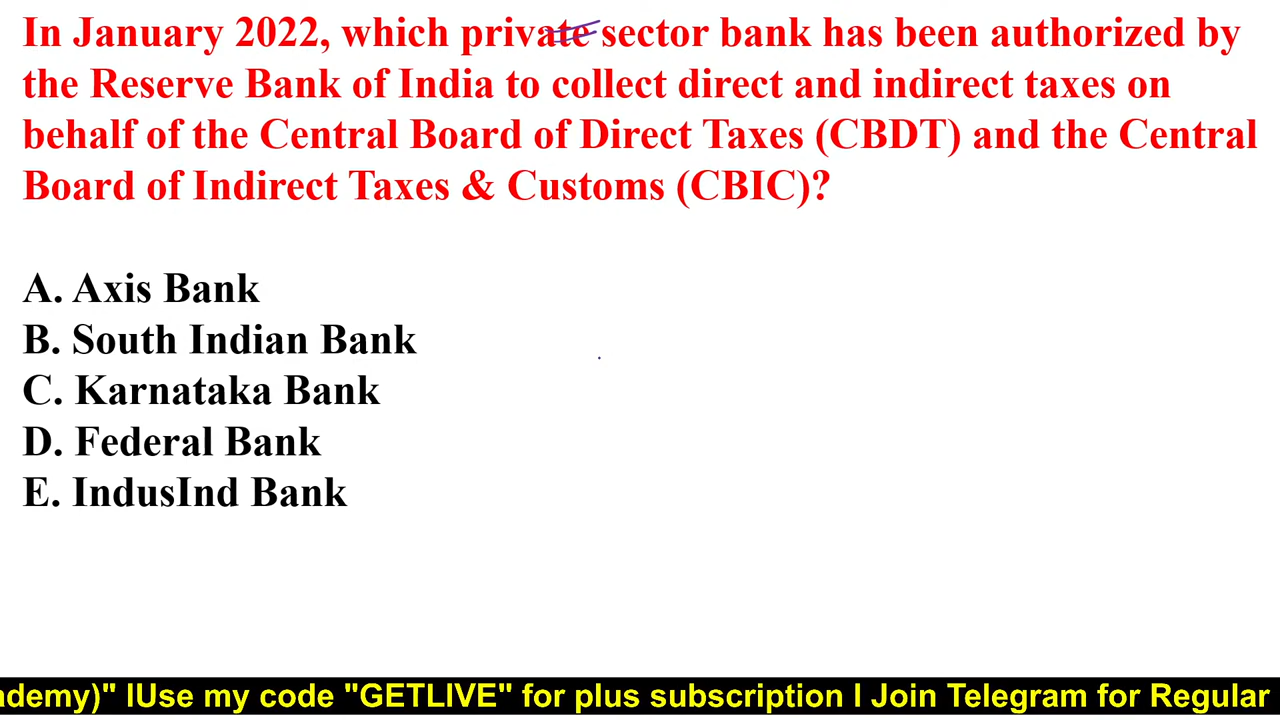 In January 2022, which private sector bank has been authorized by
the Reserve Bank of India to collect direct and indirect taxes on
behalf of the Central Board of Direct Taxes (CBDT) and the Central
Board of Indirect Taxes & Customs (CBIC)?
A. Axis Bank
B. South Indian Bank
C. Karnataka Bank
D. Federal Bank
E. IndusInd Bank
ademy)" lUse my code "GETLIVE" for plus subscription I Join Telegram for Regular